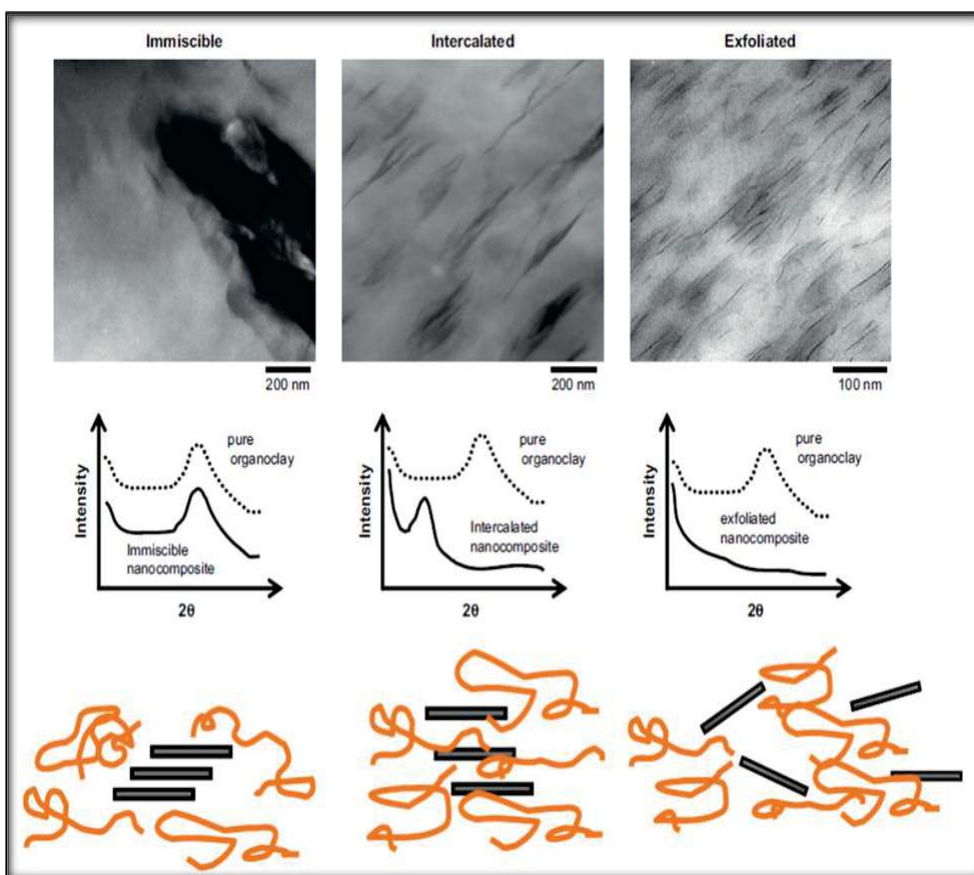 Immiscible
Intercalated
Exfoliated
200 nm
200 nm
100 nm
Intensity
pure
organoclay
Immiscible
nanocomposite
2θ
Intensity
pure
organoclay
Intercalated
nanocomposite
2θ
Intensity
pure
organoclay
exfoliated
nanocomposite
2θ